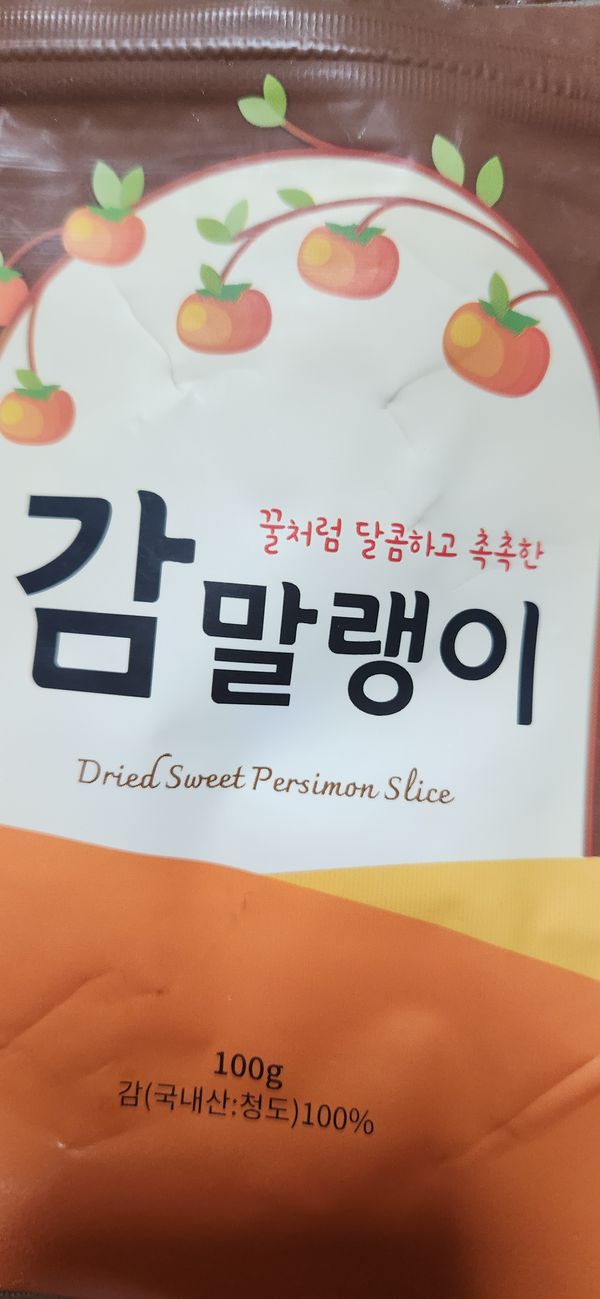 꿀처럼 달콤하고 촉촉한
감말랭이
Dried Sweet Persimon Slice
100g
감(국내산:청도)100%